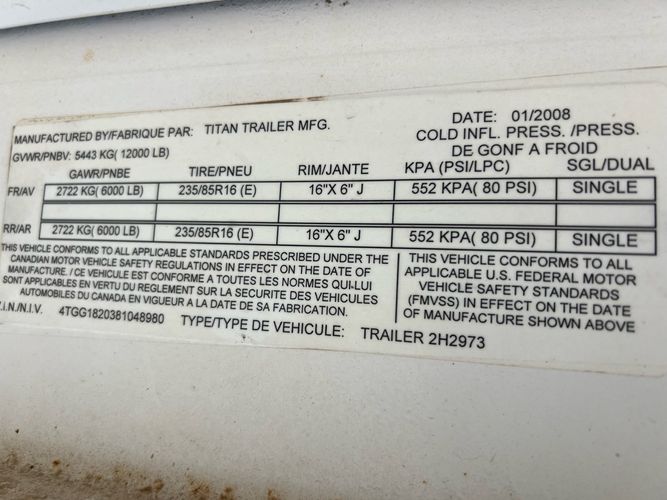 MANUFACTURED BY/FABRIQUE PAR: TITAN TRAILER MFG. DATE: 01/2008
GVWR/PNBV: 5443 KG( 12000 LB) COLD INFL. PRESS. /PRESS.
DE GONF A FROID
GAWR/PNBE TIRE/PNEU RIM/JANTE KPA (PSI/LPC) SGL/DUAL
FR/AV 2722 KG( 6000 LB) 235/85R16 (E) 16"X 6" J 552 KPA( 80 PSI) SINGLE
RR/AR 2722 KG( 6000 LB) 235/85R16 (E) 16"X 6" J 552 KPA( 80 PSI) SINGLE
THIS VEHICLE CONFORMS TO ALL APPLICABLE STANDARDS PRESCRIBED UNDER THE
CANADIAN MOTOR VEHICLE SAFETY REGULATIONS IN EFFECT ON THE DATE OF
MANUFACTURE. / CE VEHICULE EST CONFORME A TOUTES LES NORMES QUI.LUI
SONT APPLICABLES EN VERTU DU REGLEMENT SUR LA SECURITE DES VEHICULES
AUTOMOBILES DU CANADA EN VIGUEUR A LA DATE DE SA FABRICATION.
THIS VEHICLE CONFORMS TO ALL
APPLICABLE U.S. FEDERAL MOTOR
VEHICLE SAFETY STANDARDS
(FMVSS) IN EFFECT ON THE DATE
OF MANUFACTURE SHOWN ABOVE
.I.N./N.I.V. 4TGG1820381048980 TYPE/TYPE DE VEHICULE: TRAILER 2H2973